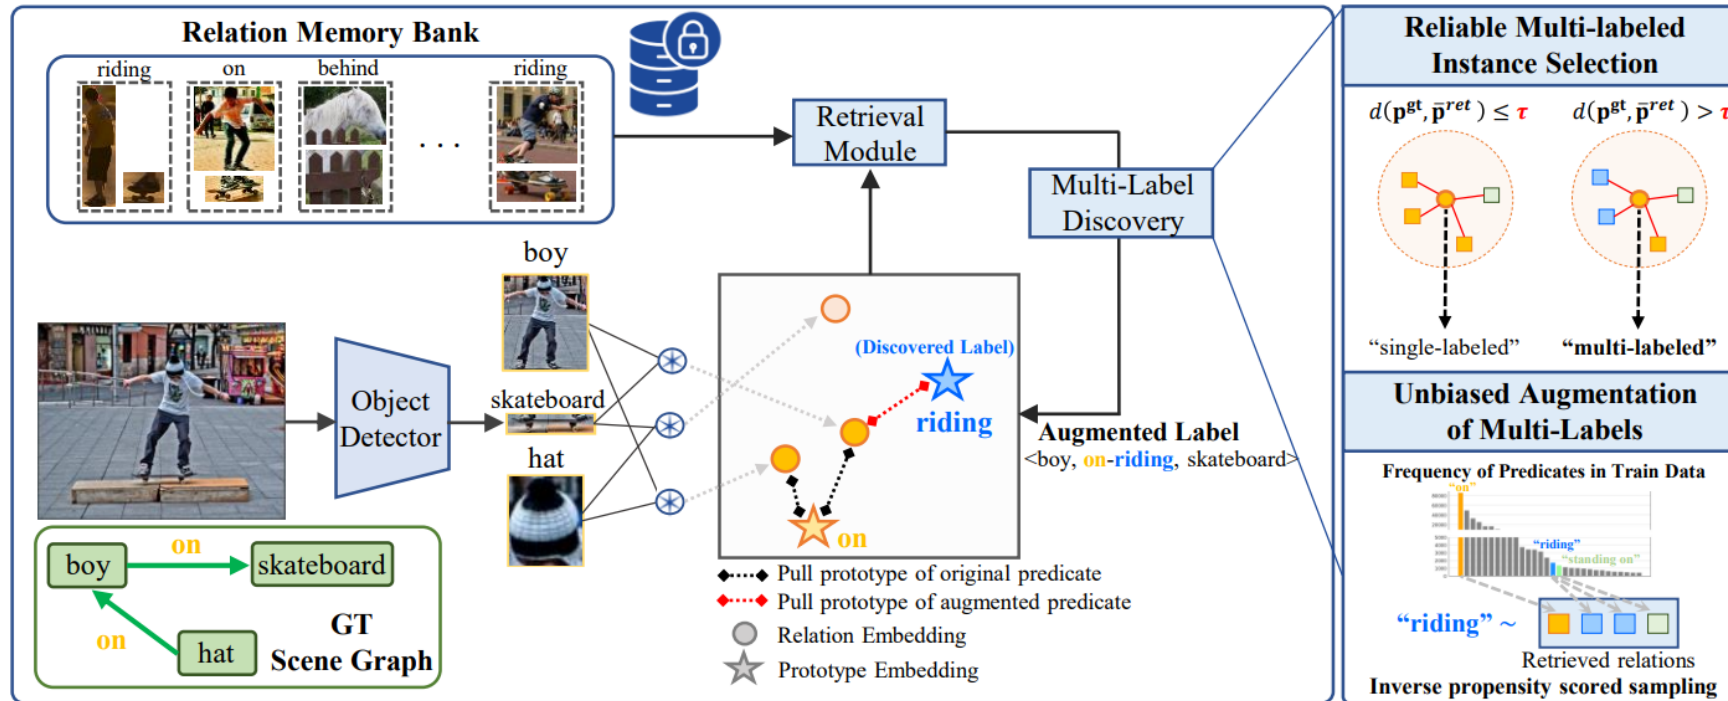 Relation Memory Bank
riding
on
behind
. . .
riding
Retrieval
Module
Multi-Label
Discovery
boy
skateboard
hat
Object
Detector
(Discovered Label)
riding
on
Augmented Label
<boy, on-riding, skateboard>
boy
on
skateboard
on
hat
GT
Scene Graph
Pull prototype of original predicate
Pull prototype of augmented predicate
Relation Embedding
Prototype Embedding
Reliable Multi-labeled
Instance Selection
d(p^gt, p̄^ret) ≤ τ
d(p^gt, p̄^ret) > τ
“single-labeled”
“multi-labeled”
Unbiased Augmentation
of Multi-Labels
Frequency of Predicates in Train Data
“on”
“riding”
“standing on”
“riding” ~
Retrieved relations
Inverse propensity scored sampling